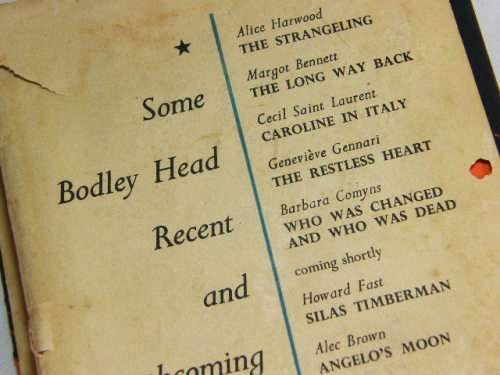 ★
Some
Bodley Head
Recent
and
Alice Harwood
THE STRANGELING
Margot Bennett
THE LONG WAY BACK
Cecil Saint Laurent
CAROLINE IN ITALY
Geneviève Gennari
THE RESTLESS HEART
Barbara Comyns
WHO WAS CHANGED
AND WHO WAS DEAD
coming shortly
Howard Fast
SILAS TIMBERMAN
Alec Brown
ANGELO'S MOON